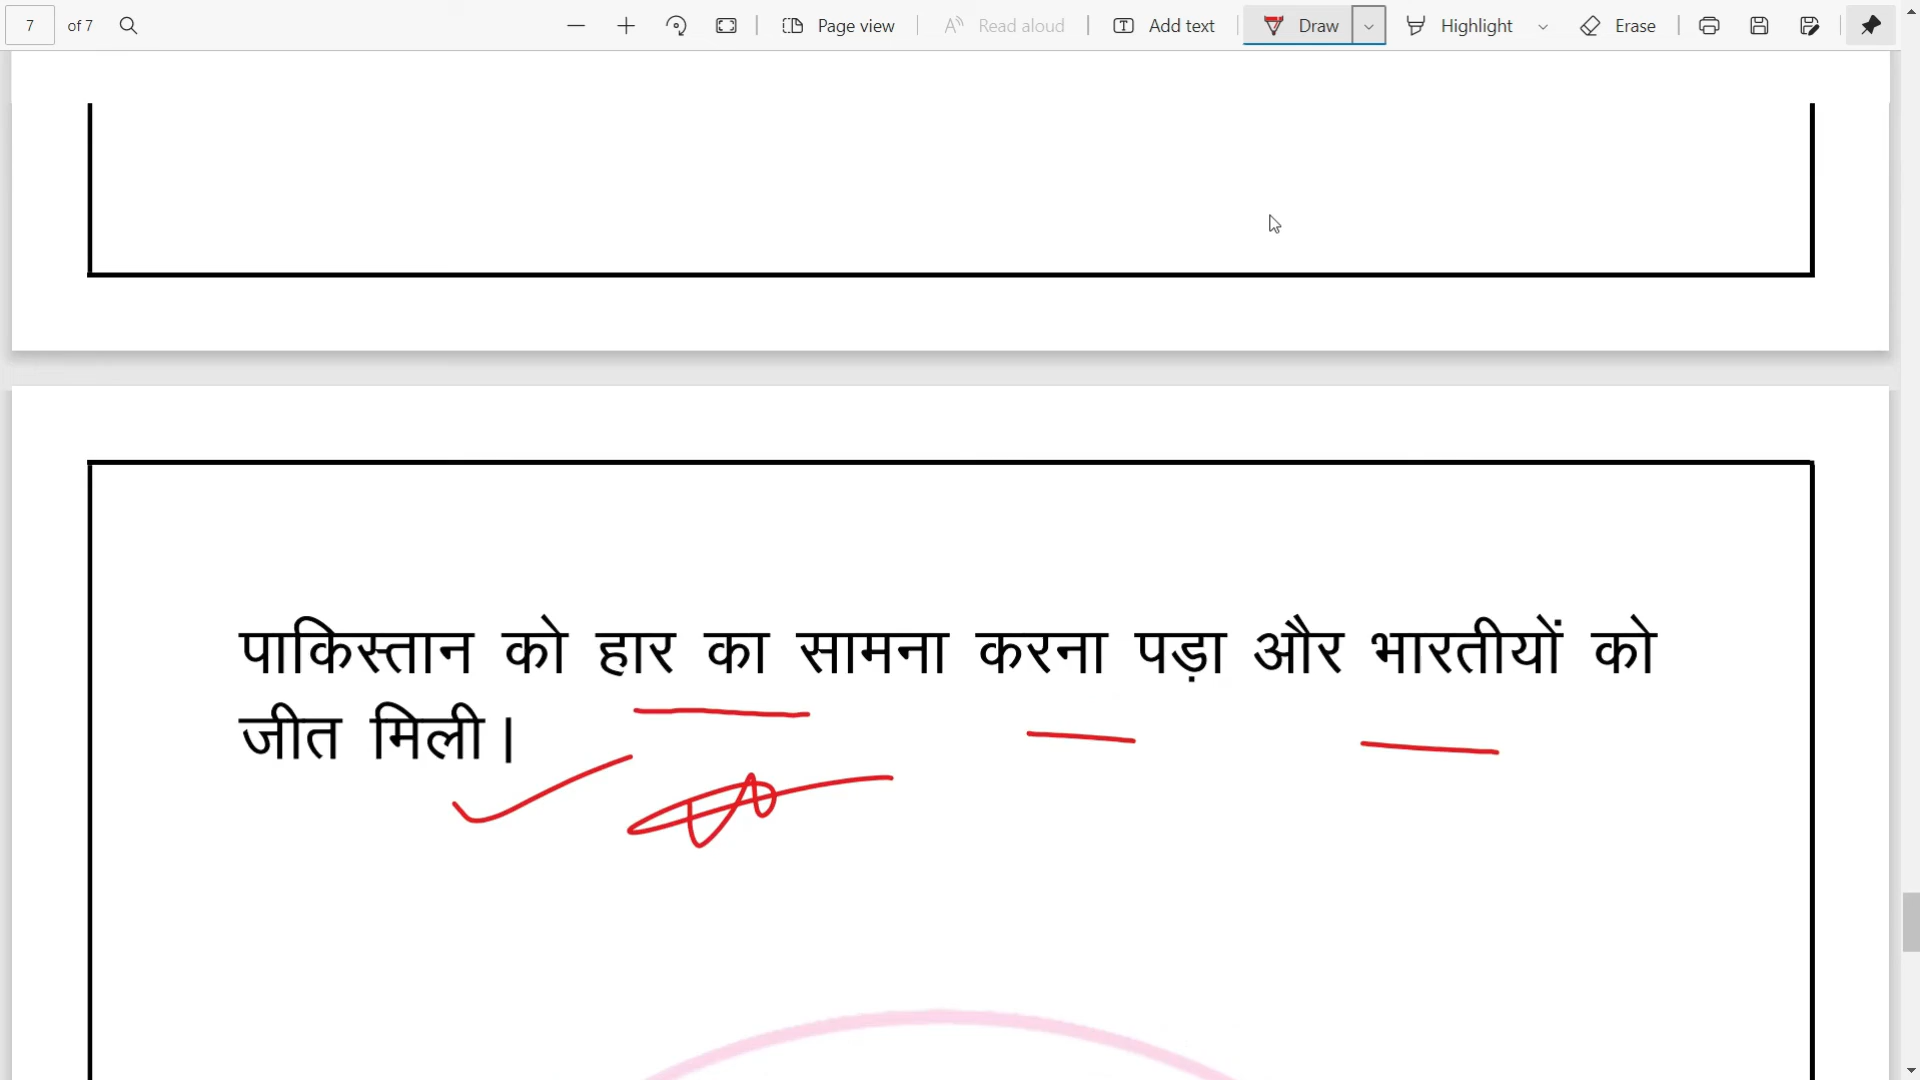 7 of 7 Page view Read aloud Add text Draw Highlight Erase
पाकिस्तान को हार का सामना करना पड़ा और भारतीयों को
जीत मिली।